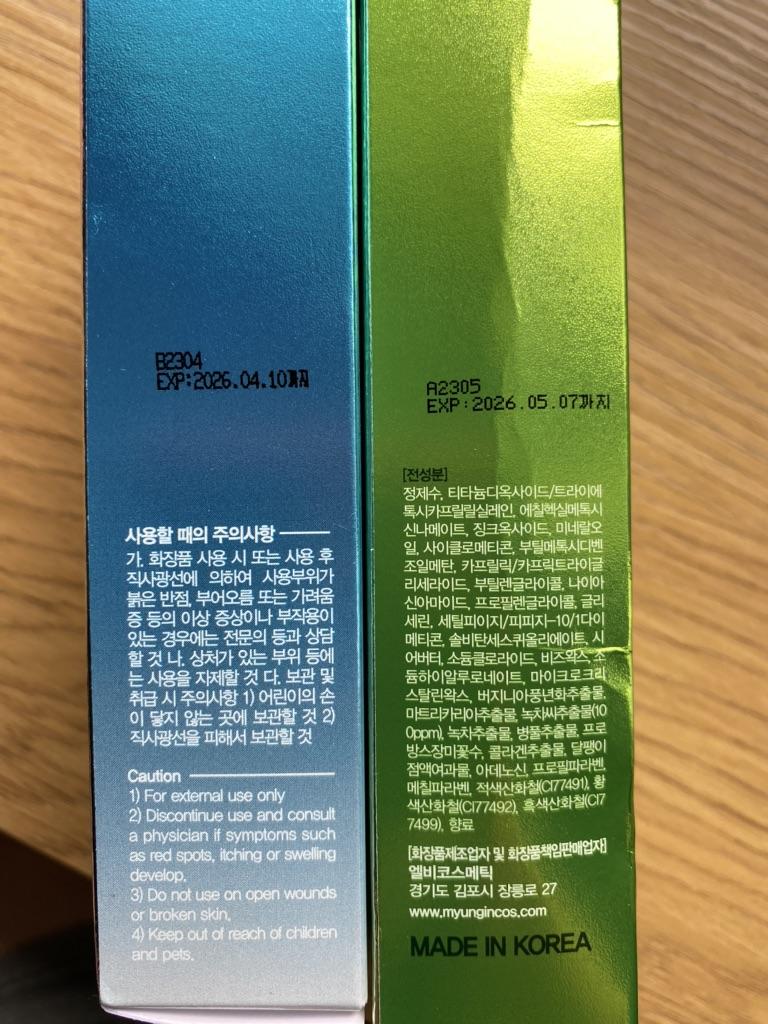 B2304
EXP:2026.04.10까지
사용할 때의 주의사항
가. 화장품 사용 시 또는 사용 후
직사광선에 의하여 사용부위가
붉은 반점, 부어오름 또는 가려움
증 등의 이상 증상이나 부작용이
있는 경우에는 전문의 등과 상담
할 것 나. 상처가 있는 부위 등에
는 사용을 자제할 것 다. 보관 및
취급 시 주의사항 1) 어린이의 손
이 닿지 않는 곳에 보관할 것 2)
직사광선을 피해서 보관할 것
Caution
1) For external use only
2) Discontinue use and consult
a physician if symptoms such
as red spots, itching or swelling
develop.
3) Do not use on open wounds
or broken skin.
4) Keep out of reach of children
and pets.
A2305
EXP:2026.05.07까지
[전성분]
정제수, 티타늄디옥사이드/트라이에
톡시카프릴릴실레인, 에칠헥실메톡시
신나메이트, 징크옥사이드, 미네랄오
일, 사이클로메티콘, 부틸메톡시디벤
조일메탄, 카프릴릭/카프릭트라이글
리세라이드, 부틸렌글라이콜, 나이아
신아마이드, 프로필렌글라이콜, 글리
세린, 세틸피이지/피피지-10/1다이
메티콘, 솔비탄세스퀴올리에이트, 시
어버터, 소듐클로라이드, 비즈왁스, 소
듐하이알루로네이트, 마이크로크리
스탈린왁스, 버지니아풍년화추출물,
마트리카리아추출물, 녹차씨추출물(10
0ppm), 녹차추출물, 병풀추출물, 프로
방스장미꽃수, 콜라겐추출물, 달팽이
점액여과물, 아데노신, 프로필파라벤,
메칠파라벤, 적색산화철(CI77491), 황
색산화철(CI77492), 흑색산화철(CI7
7499), 향료
[화장품제조업자 및 화장품책임판매업자]
엘비코스메틱
경기도 김포시 장릉로 27
www.myungincos.com
MADE IN KOREA